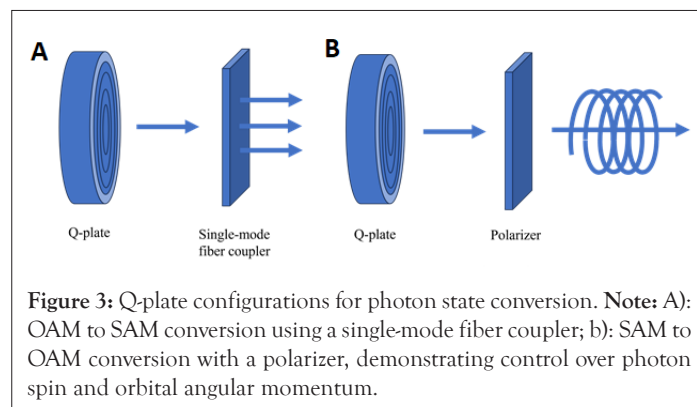 A
B
Q-plate
Single-mode
fiber coupler
Q-plate
Polarizer
Figure 3: Q-plate configurations for photon state conversion. Note: A):
OAM to SAM conversion using a single-mode fiber coupler; b): SAM to
OAM conversion with a polarizer, demonstrating control over photon
spin and orbital angular momentum.